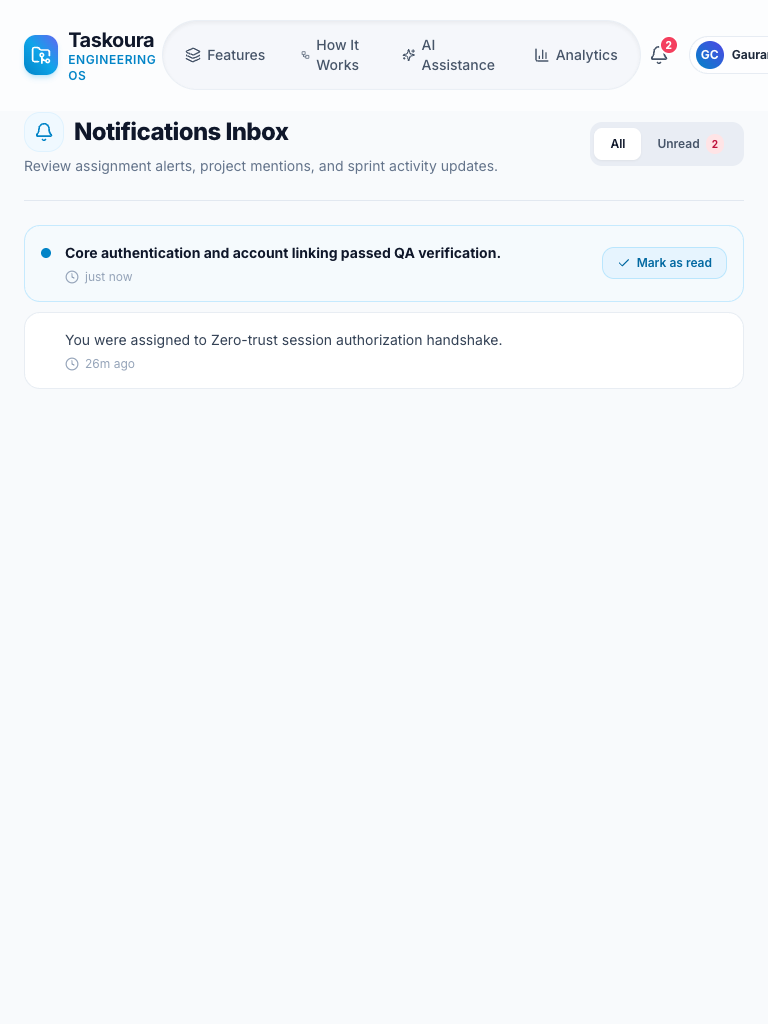 Taskoura
ENGINEERING
OS
Features
How It
Works
AI
Assistance
Analytics
2
GC
Notifications Inbox
Review assignment alerts, project mentions, and sprint activity updates.
All
Unread 2
Core authentication and account linking passed QA verification.
just now
Mark as read
You were assigned to Zero-trust session authorization handshake.
26m ago